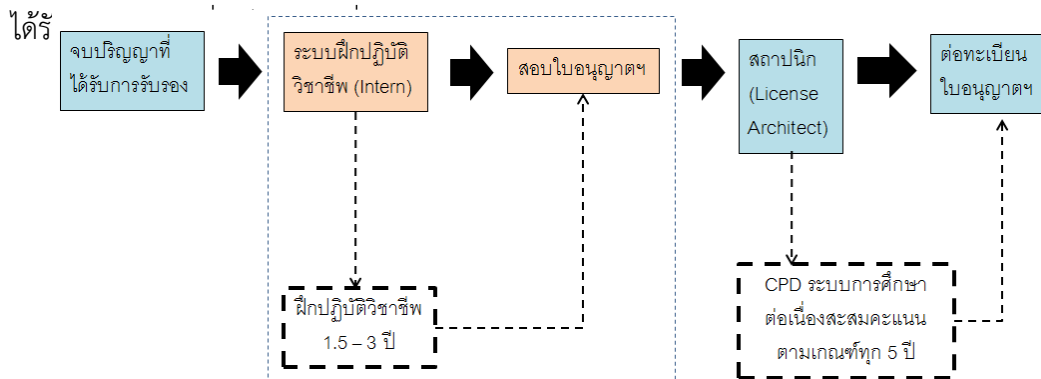 ได้รั
จบปริญญาที่
ได้รับการรับรอง
ระบบฝึกปฏิบัติ
วิชาชีพ (Intern)
สอบใบอนุญาตฯ
สถาปนิก
(License
Architect)
ต่อทะเบียน
ใบอนุญาตฯ
ฝึกปฏิบัติวิชาชีพ
1.5 – 3 ปี
CPD ระบบการศึกษา
ต่อเนื่องสะสมคะแนน
ตามเกณฑ์ทุก 5 ปี